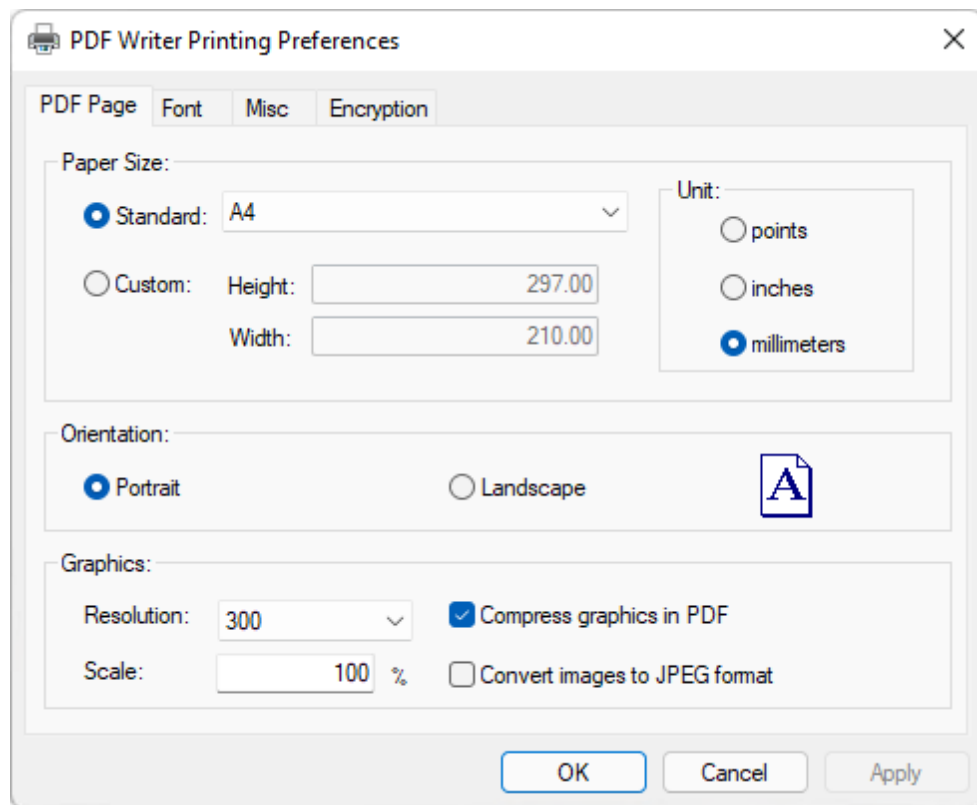 PDF Writer Printing Preferences
PDF Page Font Misc Encryption
Paper Size:
Standard: A4
Custom: Height: 297.00
Width: 210.00
Unit:
points
inches
millimeters
Orientation:
Portrait Landscape
A
Graphics:
Resolution: 300
Compress graphics in PDF
Scale: 100 %
Convert images to JPEG format
OK Cancel Apply